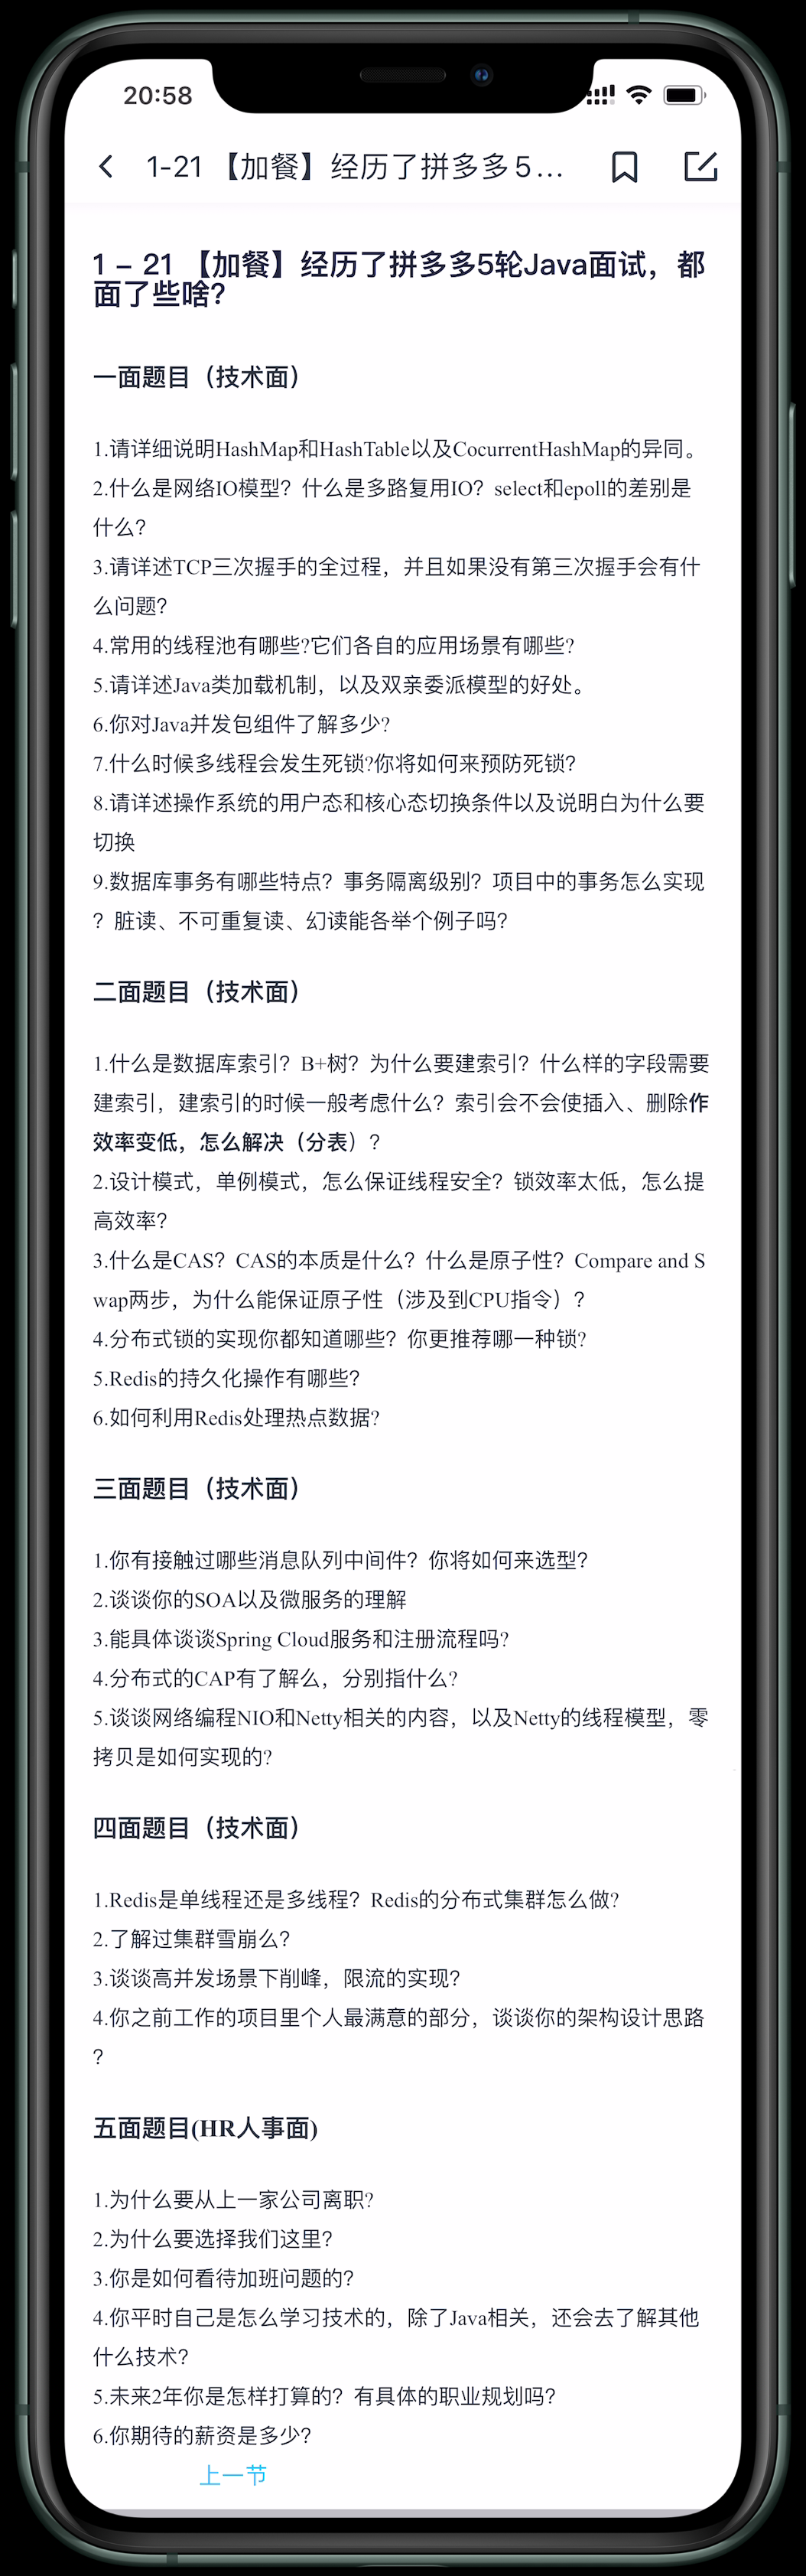 20:58
1-21 【加餐】经历了拼多多 5...
1 – 21 【加餐】经历了拼多多5轮Java面试，都
面了些啥?
一面题目（技术面）
1.请详细说明HashMap和HashTable以及CocurrentHashMap的异同。
2.什么是网络IO模型？什么是多路复用IO？select和epoll的差别是
什么?
3.请详述TCP三次握手的全过程，并且如果没有第三次握手会有什
么问题?
4.常用的线程池有哪些?它们各自的应用场景有哪些?
5.请详述Java类加载机制，以及双亲委派模型的好处。
6.你对Java并发包组件了解多少?
7.什么时候多线程会发生死锁?你将如何来预防死锁?
8.请详述操作系统的用户态和核心态切换条件以及说明白为什么要
切换
9.数据库事务有哪些特点？事务隔离级别？项目中的事务怎么实现
？脏读、不可重复读、幻读能各举个例子吗?
二面题目（技术面）
1.什么是数据库索引？B+树？为什么要建索引？什么样的字段需要
建索引，建索引的时候一般考虑什么？索引会不会使插入、删除作
效率变低，怎么解决（分表）?
2.设计模式，单例模式，怎么保证线程安全？锁效率太低，怎么提
高效率?
3.什么是CAS？CAS的本质是什么？什么是原子性？Compare and S
wap两步，为什么能保证原子性（涉及到CPU指令）?
4.分布式锁的实现你都知道哪些？你更推荐哪一种锁?
5.Redis的持久化操作有哪些?
6.如何利用Redis处理热点数据?
三面题目（技术面）
1.你有接触过哪些消息队列中间件？你将如何来选型?
2.谈谈你的SOA以及微服务的理解
3.能具体谈谈Spring Cloud服务和注册流程吗?
4.分布式的CAP有了解么，分别指什么?
5.谈谈网络编程NIO和Netty相关的内容，以及Netty的线程模型，零
拷贝是如何实现的?
四面题目（技术面）
1.Redis是单线程还是多线程？Redis的分布式集群怎么做?
2.了解过集群雪崩么?
3.谈谈高并发场景下削峰，限流的实现?
4.你之前工作的项目里个人最满意的部分，谈谈你的架构设计思路
?
五面题目(HR人事面)
1.为什么要从上一家公司离职?
2.为什么要选择我们这里?
3.你是如何看待加班问题的?
4.你平时自己是怎么学习技术的，除了Java相关，还会去了解其他
什么技术?
5.未来2年你是怎样打算的？有具体的职业规划吗?
6.你期待的薪资是多少?
上一节